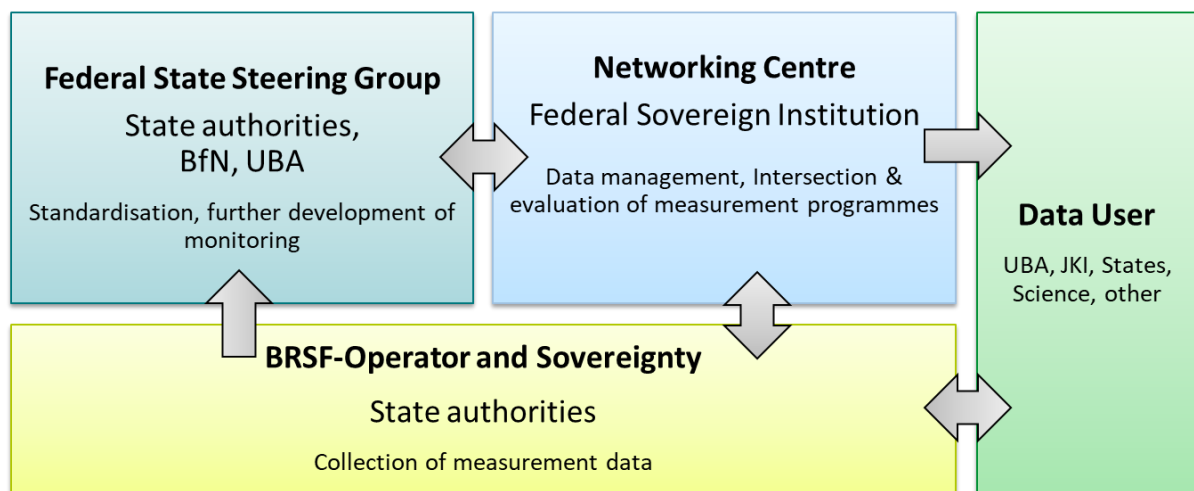 Federal State Steering Group
State authorities,
BfN, UBA
Standardisation, further development of
monitoring
Networking Centre
Federal Sovereign Institution
Data management, Intersection &
evaluation of measurement programmes
Data User
UBA, JKI, States,
Science, other
BRSF-Operator and Sovereignty
State authorities
Collection of measurement data